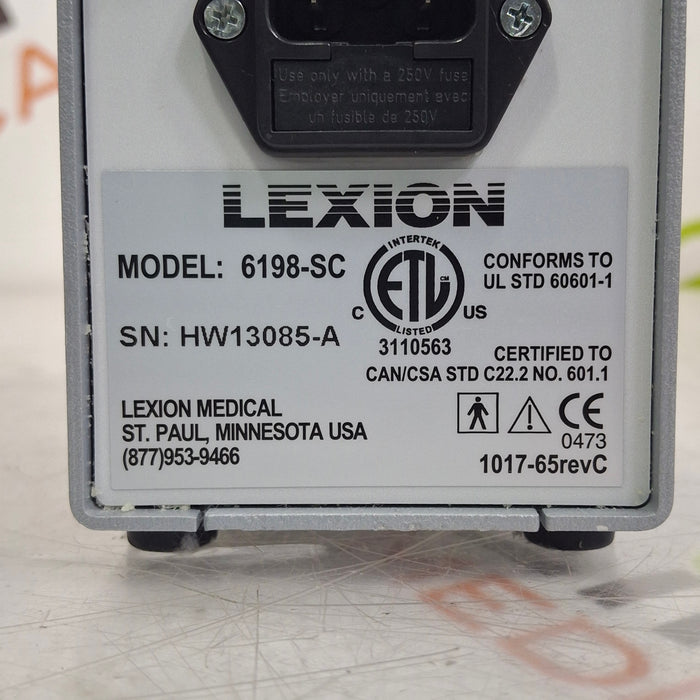 Use only with a 250V fuse
Employer uniquement avec
un fusible de 250V
LEXION
MODEL: 6198-SC
SN: HW13085-A
INTERTEK
ETL CM
C US
LISTED
3110563
CONFORMS TO
UL STD 60601-1
CERTIFIED TO
CAN/CSA STD C22.2 NO. 601.1
LEXION MEDICAL
ST. PAUL, MINNESOTA USA
(877)953-9466
CE
0473
1017-65revC